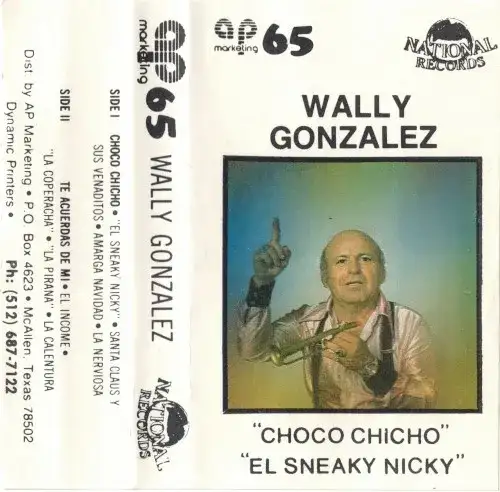 Dist. by AP Marketing • P.O. Box 4623 • McAllen, Texas 78502
Dynamic Printers •
Ph: (512) 687-7122
ap
marketing
65
WALLY GONZALEZ
NATIONAL
RECORDS
SIDE I
CHOCO CHICHO • "EL SNEAKY NICKY" • SANTA CLAUS Y
SUS VENADITOS • AMARGA NAVIDAD • LA NERVIOSA
SIDE II
TE ACUERDAS DE MI • EL INCOME •
"LA COPERACHA" • "LA PIRANA" • LA CALENTURA
ap
marketing
65
NATIONAL
RECORDS
WALLY
GONZALEZ
"CHOCO CHICHO"
"EL SNEAKY NICKY"